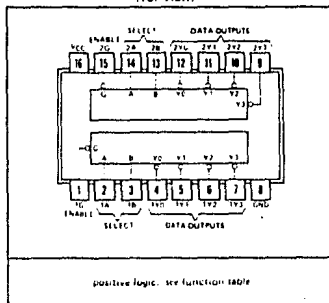 SELECT DATA OUTPUTS
ENABLE
VCC 2G 2A 2B 2Y0 2Y1 2Y2 2Y3
16 15 14 13 12 11 10 9
G A B Y0 Y1 Y2
Y3
G
A B Y0 Y1 Y2 Y3
1 2 3 4 5 6 7 8
1G 1A 1B 1Y0 1Y1 1Y2 1Y3 GND
ENABLE
SELECT DATA OUTPUTS
positive logic: see function table